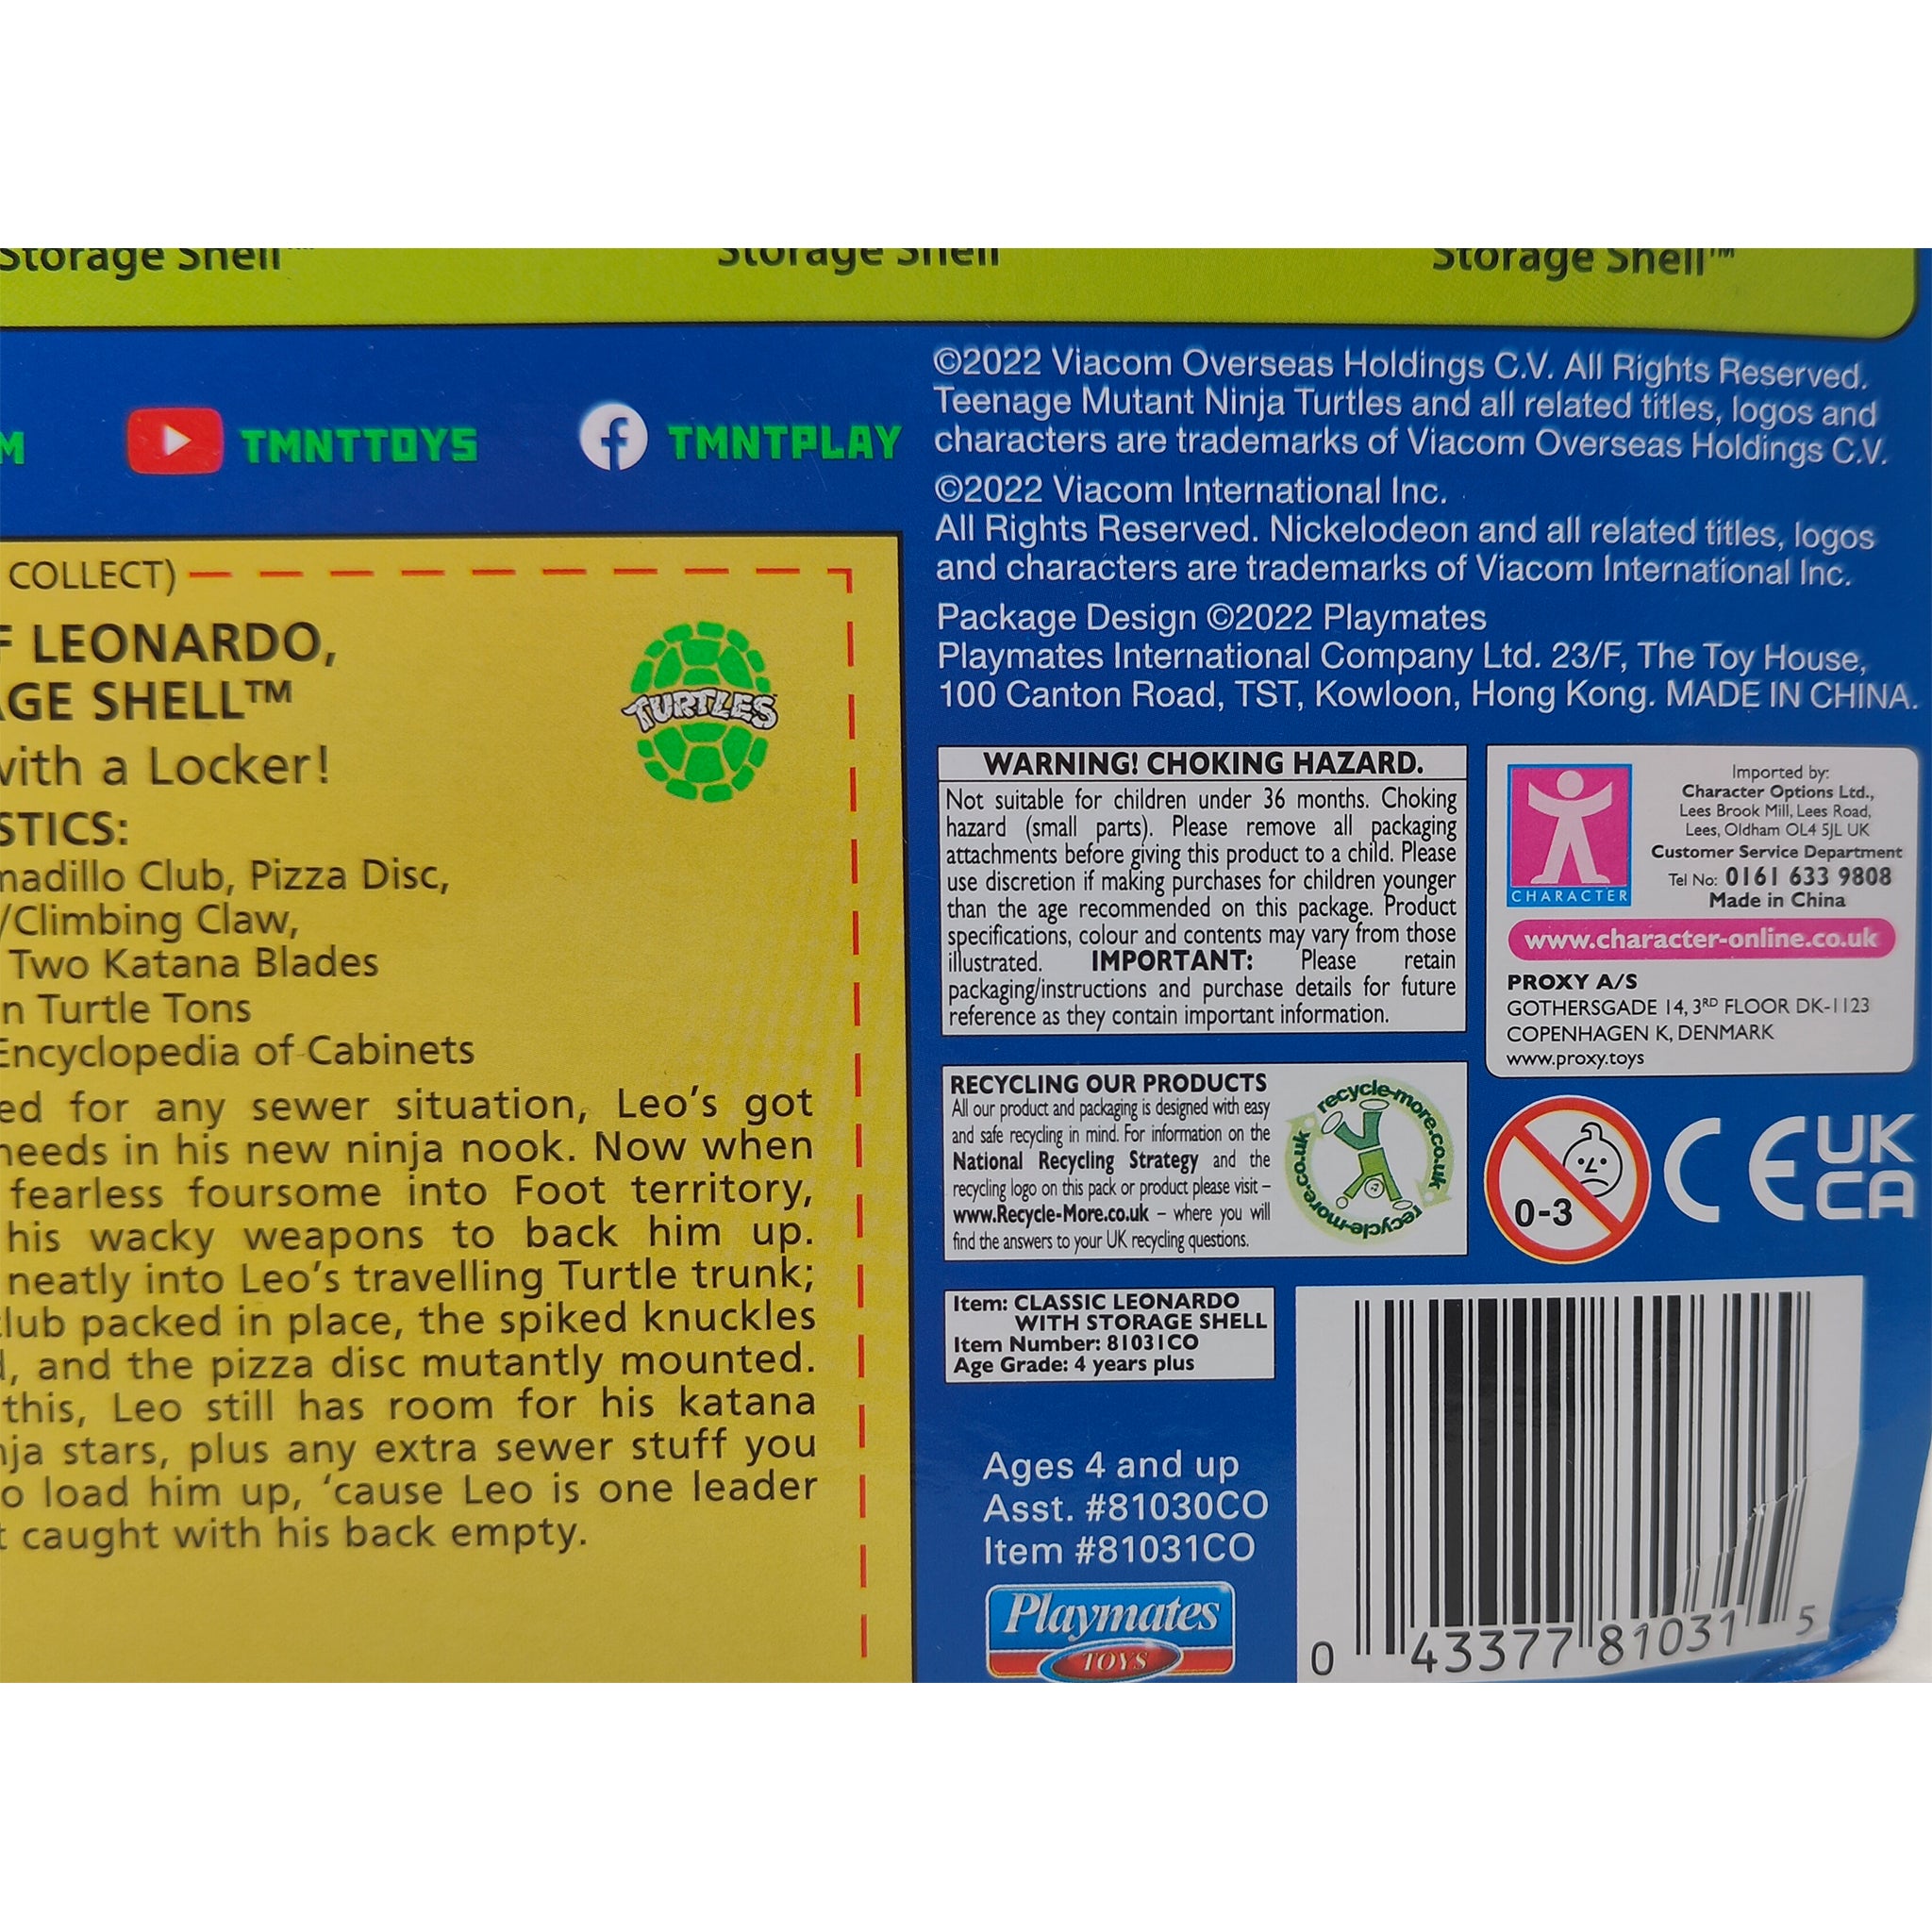 Storage Shell™
Storage Shell
Storage Shell™
M
TMNTTOYS
TMNTPLAY
©2022 Viacom Overseas Holdings C.V. All Rights Reserved.
Teenage Mutant Ninja Turtles and all related titles, logos and
characters are trademarks of Viacom Overseas Holdings C.V.
©2022 Viacom International Inc.
All Rights Reserved. Nickelodeon and all related titles, logos
and characters are trademarks of Viacom International Inc.
Package Design ©2022 Playmates
Playmates International Company Ltd. 23/F, The Toy House,
100 Canton Road, TST, Kowloon, Hong Kong. MADE IN CHINA.
COLLECT)
F LEONARDO,
AGE SHELL™
with a Locker!
STICS:
madillo Club, Pizza Disc,
/Climbing Claw,
Two Katana Blades
n Turtle Tons
Encyclopedia of Cabinets
ed for any sewer situation, Leo's got
needs in his new ninja nook. Now when
fearless foursome into Foot territory,
his wacky weapons to back him up.
neatly into Leo's travelling Turtle trunk;
club packed in place, the spiked knuckles
d, and the pizza disc mutantly mounted.
this, Leo still has room for his katana
nja stars, plus any extra sewer stuff you
o load him up, 'cause Leo is one leader
t caught with his back empty.
TURTLES
WARNING! CHOKING HAZARD.
Not suitable for children under 36 months. Choking
hazard (small parts). Please remove all packaging
attachments before giving this product to a child. Please
use discretion if making purchases for children younger
than the age recommended on this package. Product
specifications, colour and contents may vary from those
illustrated. IMPORTANT: Please retain
packaging/instructions and purchase details for future
reference as they contain important information.
CHARACTER
Imported by:
Character Options Ltd.,
Lees Brook Mill, Lees Road,
Lees, Oldham OL4 5JL UK
Customer Service Department
Tel No: 0161 633 9808
Made in China
www.character-online.co.uk
PROXY A/S
GOTHERSGADE 14, 3RD FLOOR DK-1123
COPENHAGEN K, DENMARK
www.proxy.toys
RECYCLING OUR PRODUCTS
All our product and packaging is designed with easy
and safe recycling in mind. For information on the
National Recycling Strategy and the
recycling logo on this pack or product please visit –
www.Recycle-More.co.uk – where you will
find the answers to your UK recycling questions.
recycle-more.co.uk
recycle-more.co.uk
0-3
CE
UK
CA
Item: CLASSIC LEONARDO
WITH STORAGE SHELL
Item Number: 81031CO
Age Grade: 4 years plus
Ages 4 and up
Asst. #81030CO
Item #81031CO
Playmates
TOYS
0 43377 81031 5